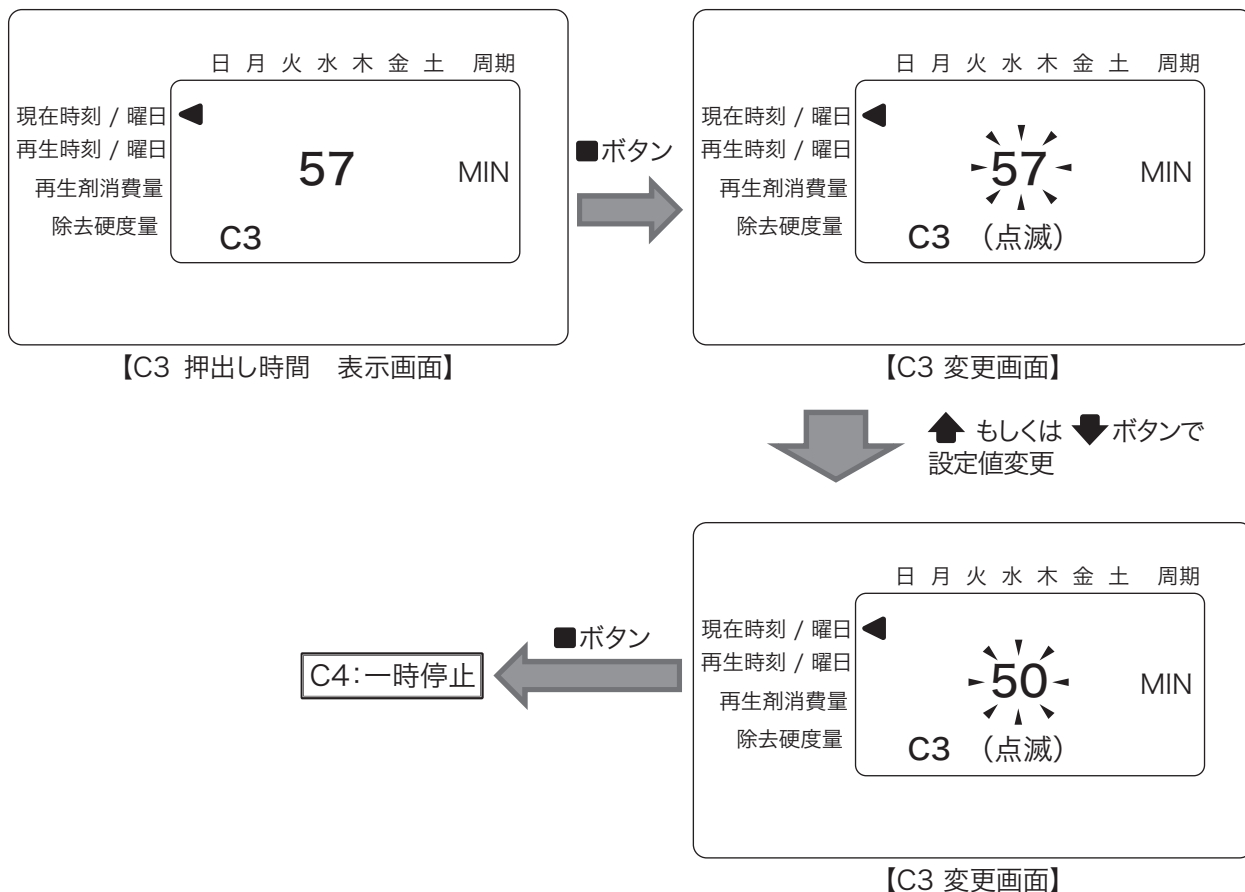 日 月 火 水 木 金 土 周期
現在時刻 / 曜日
再生時刻 / 曜日
再生剤消費量
除去硬度量
57 MIN
C3
【C3 押出し時間 表示画面】
■ボタン
日 月 火 水 木 金 土 周期
現在時刻 / 曜日
再生時刻 / 曜日
再生剤消費量
除去硬度量
57 MIN
C3 (点滅)
【C3 変更画面】
もしくは ボタンで
設定値変更
日 月 火 水 木 金 土 周期
現在時刻 / 曜日
再生時刻 / 曜日
再生剤消費量
除去硬度量
50 MIN
C3 (点滅)
【C3 変更画面】
■ボタン
C4:一時停止